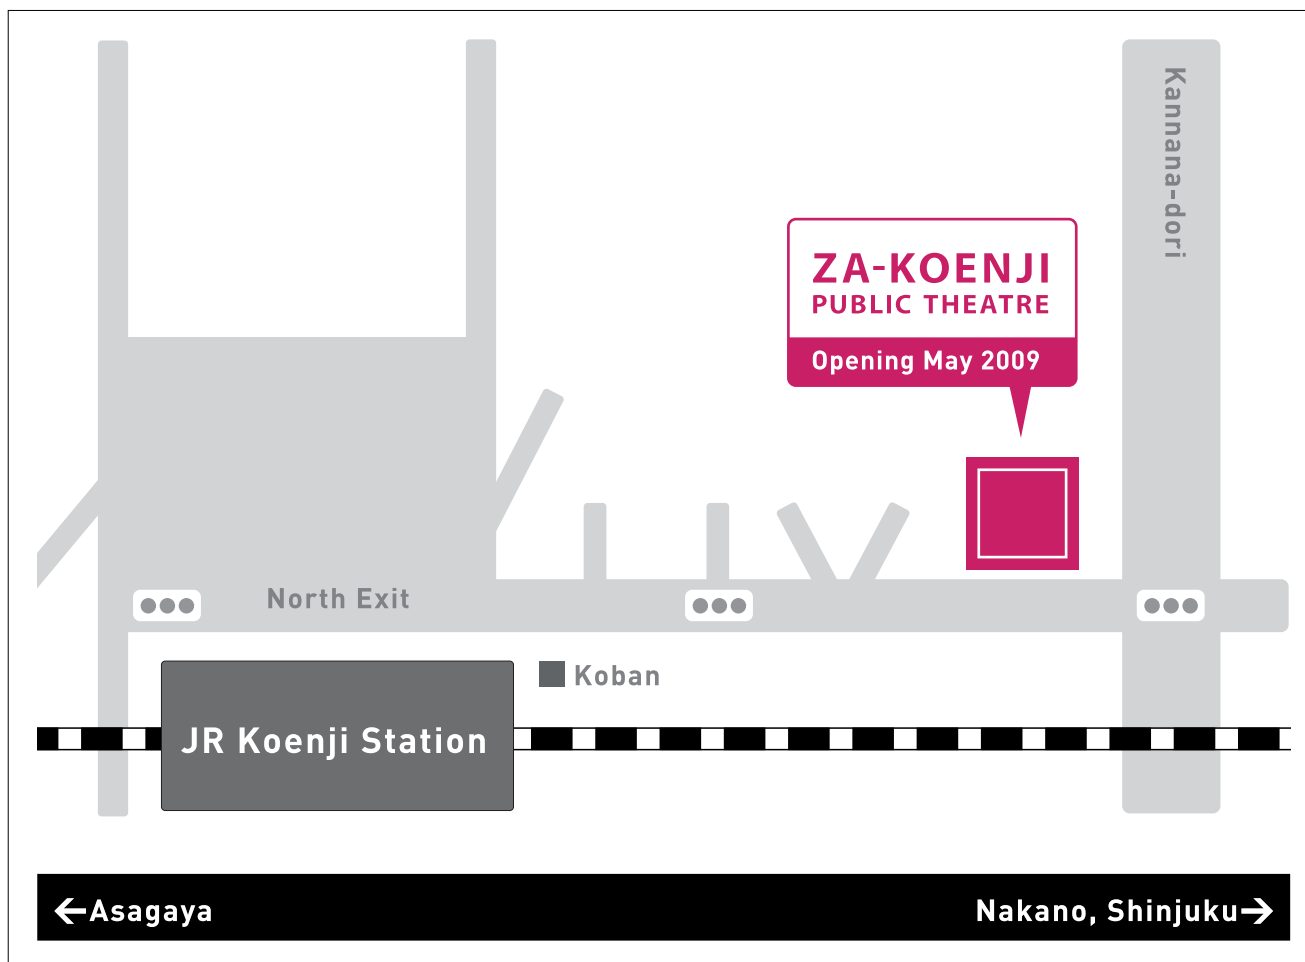 Kannana-dori
ZA-KOENJI
PUBLIC THEATRE
Opening May 2009
North Exit
Koban
JR Koenji Station
←Asagaya
Nakano, Shinjuku→